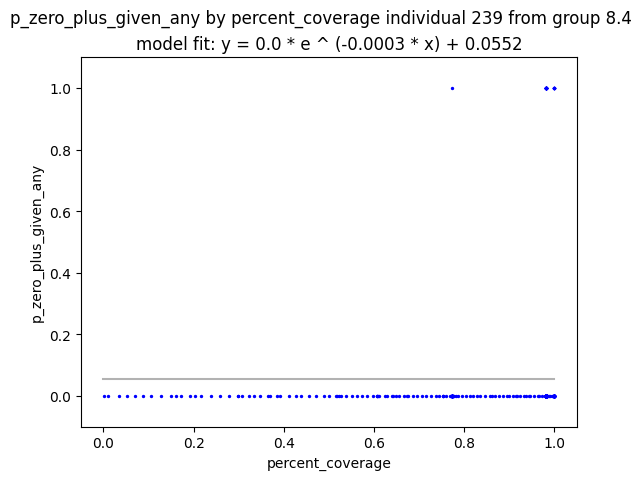 p_zero_plus_given_any by percent_coverage individual 239 from group 8.4
model fit: y = 0.0 * e ^ (-0.0003 * x) + 0.0552
1.0
0.8
0.6
0.4
0.2
0.0
p_zero_plus_given_any
0.0 0.2 0.4 0.6 0.8 1.0
percent_coverage